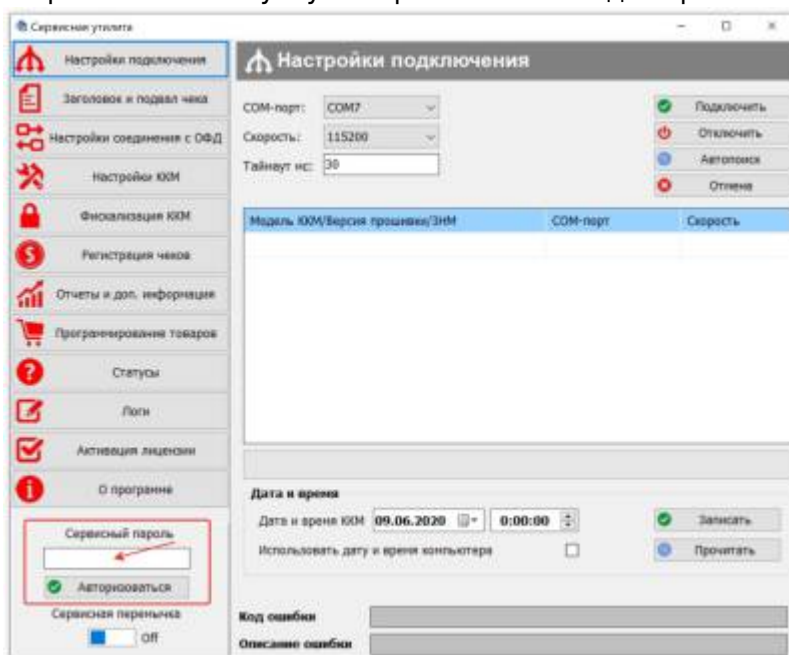 Сервисная утилита
Настройки подключения
Заголовок и подвал чека
Настройки соединения с ОФД
Настройки ККМ
Фискализация ККМ
Регистрация чеков
Отчеты и доп. информация
Программирование товаров
Статусы
Логи
Активация лицензии
О программе
Сервисный пароль
Авторизоваться
Сервисная перемычка
Off
Настройки подключения
COM-порт: COM7
Скорость: 115200
Таймаут мс: 30
Подключить
Отключить
Автопоиск
Отмена
Модель ККМ/Версия прошивки/ЗНМ COM-порт Скорость
Дата и время
Дата и время ККМ 09.06.2020 0:00:00
Записать
Использовать дату и время компьютера
Прочитать
Код ошибки
Описание ошибки